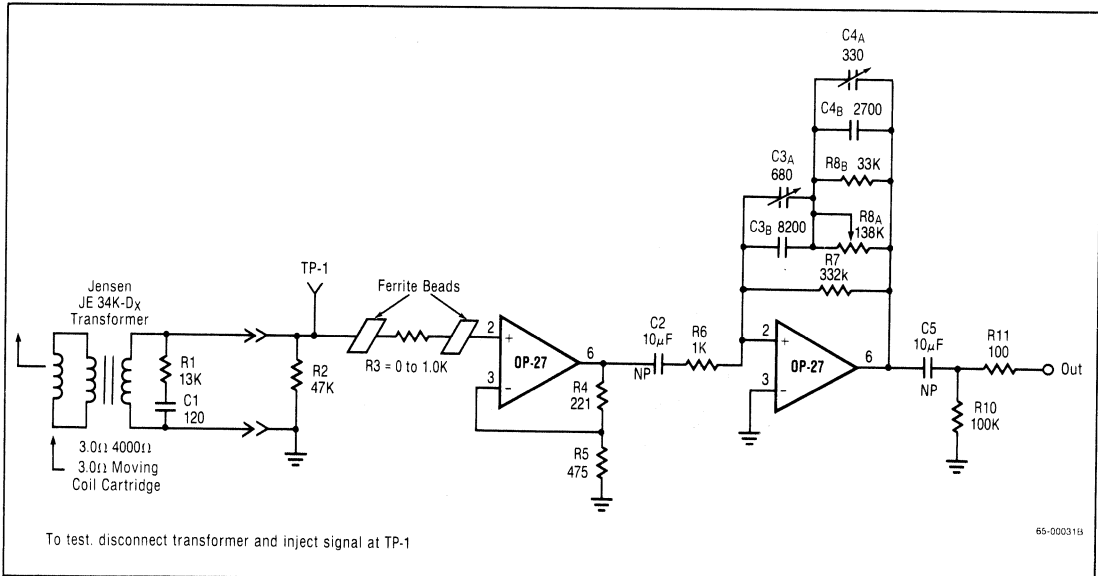 C4A
330
C4B 2700
C3A
680
R8B 33K
R8A
138K
C3B 8200
R7
332k
TP-1
Ferrite Beads
Jensen
JE 34K-DX
Transformer
R1
13K
C1
120
R2
47K
R3 = 0 to 1.0K
2
+
OP-27
3
−
6
R4
221
R5
475
C2
10µF
NP
R6
1K
2
+
OP-27
3
−
6
C5
10µF
NP
R11
100
Out
R10
100K
3.0Ω 4000Ω
3.0Ω Moving
Coil Cartridge
To test. disconnect transformer and inject signal at TP-1
65-00031B